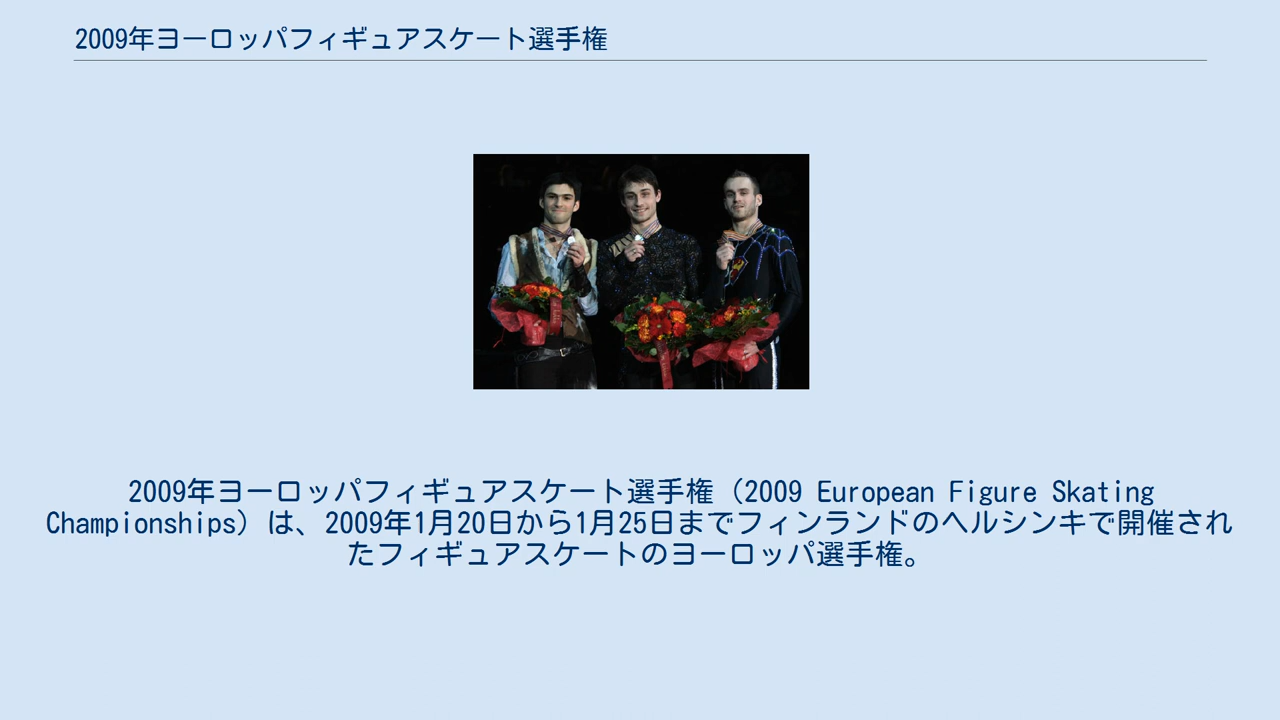 2009年ヨーロッパフィギュアスケート選手権
2009年ヨーロッパフィギュアスケート選手権（2009 European Figure Skating
Championships）は、2009年1月20日から1月25日までフィンランドのヘルシンキで開催され
たフィギュアスケートのヨーロッパ選手権。